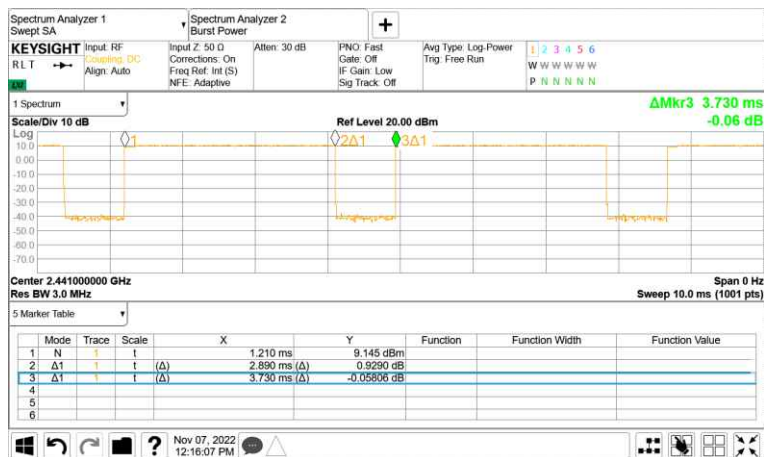 Spectrum Analyzer 1
Swept SA
Spectrum Analyzer 2
Burst Power
+
KEYSIGHT
RLT
LW
Input: RF
Coupling: DC
Align: Auto
Input Z: 50 Ω
Corrections: On
Freq Ref: Int (S)
NFE: Adaptive
Atten: 30 dB
PNO: Fast
Gate: Off
IF Gain: Low
Sig Track: Off
Avg Type: Log-Power
Trig: Free Run
1 2 3 4 5 6
W W W W W W
P N N N N N
1 Spectrum
ΔMkr3 3.730 ms
-0.06 dB
Scale/Div 10 dB
Ref Level 20.00 dBm
Log
10.0
0.00
-10.0
-20.0
-30.0
-40.0
-50.0
-60.0
-70.0
1
2Δ1
3Δ1
Center 2.441000000 GHz
Span 0 Hz
Res BW 3.0 MHz
Sweep 10.0 ms (1001 pts)
5 Marker Table
Mode Trace Scale X Y Function Function Width Function Value
1 N 1 t 1.210 ms 9.145 dBm
2 Δ1 1 t (Δ) 2.890 ms (Δ) 0.9290 dB
3 Δ1 1 t (Δ) 3.730 ms (Δ) -0.05806 dB
4
5
6
?
Nov 07, 2022
12:16:07 PM